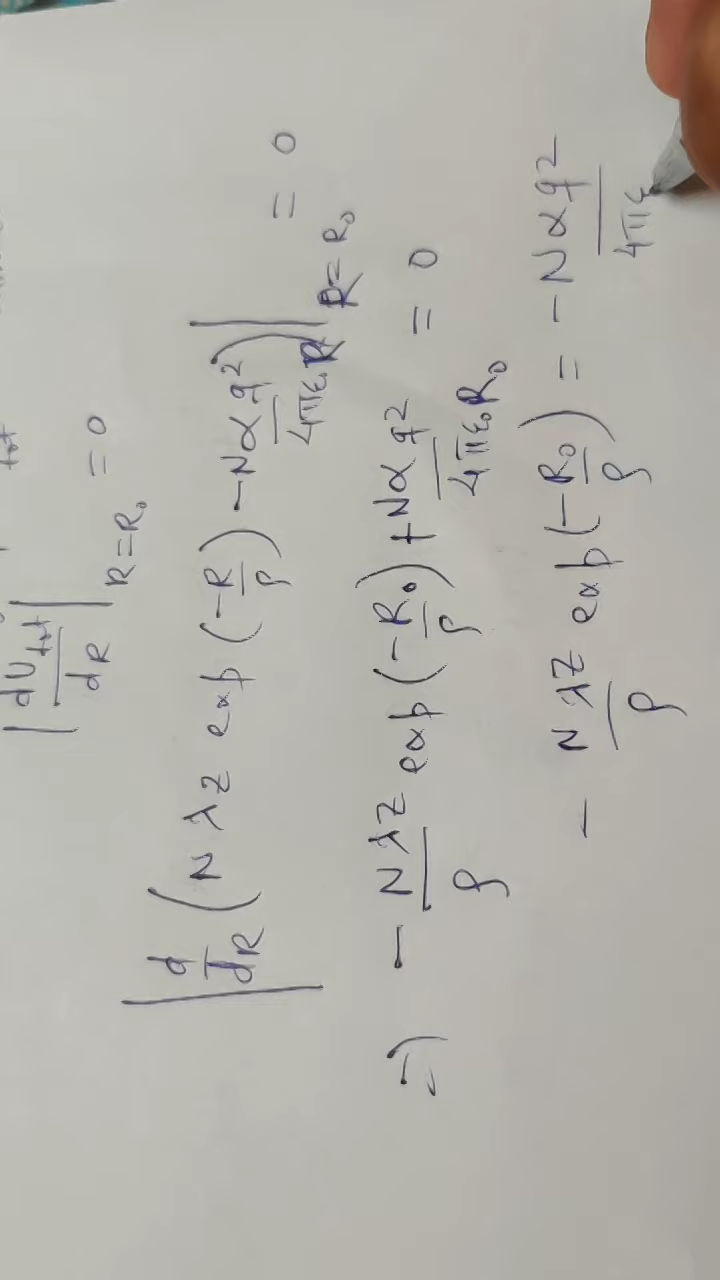 |dU_tot/dR|_{R=R₀} = 0
|d/dR (N λ Z exp(-R/ρ) - Nαq²/4πε₀R)|_{R=R₀} = 0
⇒ - NλZ/ρ exp(-R₀/ρ) + Nαq²/4πε₀R₀ = 0
- NλZ/ρ exp(-R₀/ρ) = - Nαq²/4πε